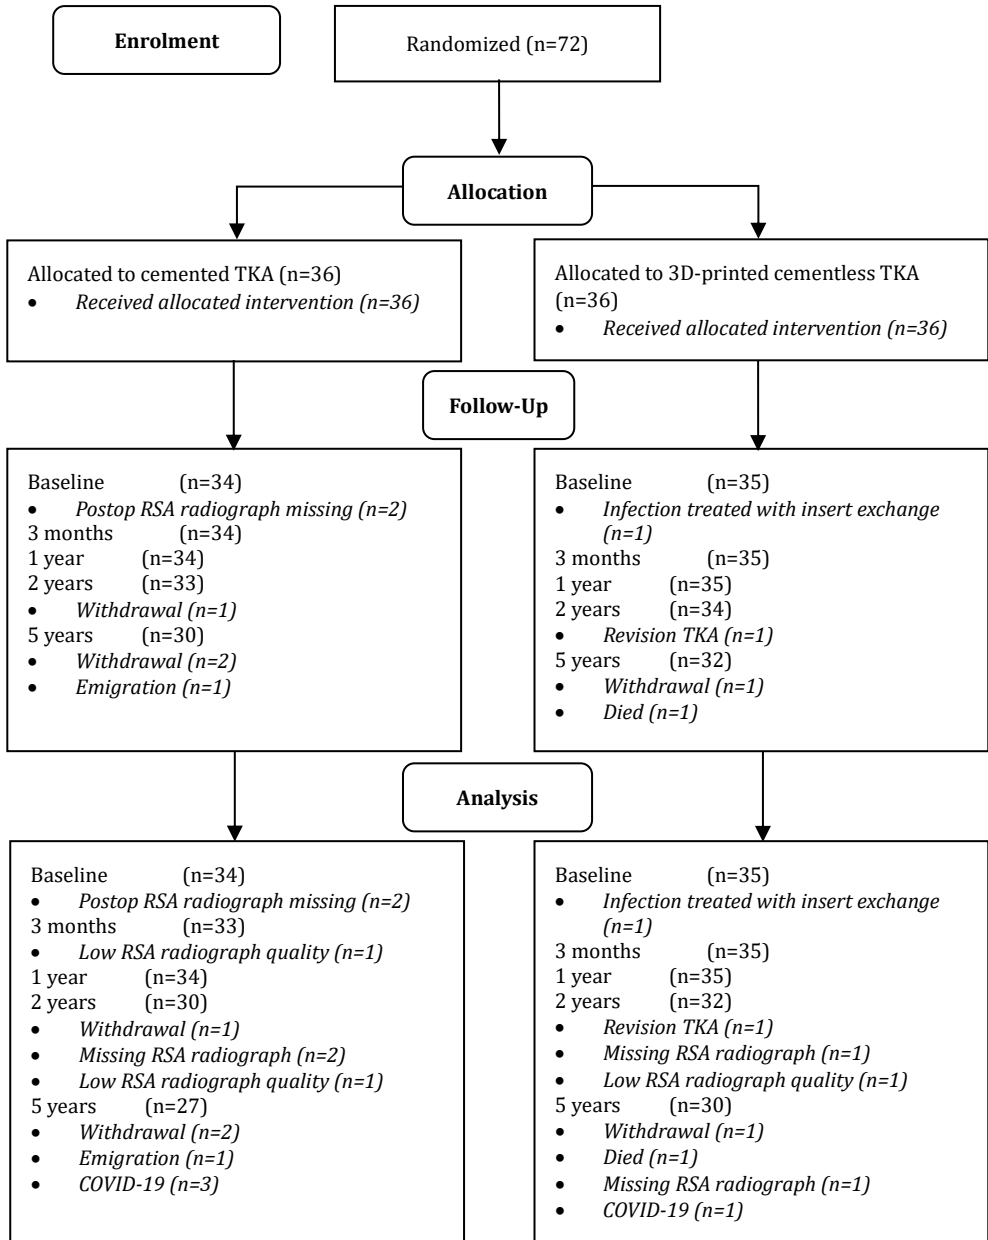 Enrolment
Randomized (n=72)
Allocation
Allocated to cemented TKA (n=36)
• Received allocated intervention (n=36)
Allocated to 3D-printed cementless TKA
(n=36)
• Received allocated intervention (n=36)
Follow-Up
Baseline (n=34)
• Postop RSA radiograph missing (n=2)
3 months (n=34)
1 year (n=34)
2 years (n=33)
• Withdrawal (n=1)
5 years (n=30)
• Withdrawal (n=2)
• Emigration (n=1)
Baseline (n=35)
• Infection treated with insert exchange
(n=1)
3 months (n=35)
1 year (n=35)
2 years (n=34)
• Revision TKA (n=1)
5 years (n=32)
• Withdrawal (n=1)
• Died (n=1)
Analysis
Baseline (n=34)
• Postop RSA radiograph missing (n=2)
3 months (n=33)
• Low RSA radiograph quality (n=1)
1 year (n=34)
2 years (n=30)
• Withdrawal (n=1)
• Missing RSA radiograph (n=2)
• Low RSA radiograph quality (n=1)
5 years (n=27)
• Withdrawal (n=2)
• Emigration (n=1)
• COVID-19 (n=3)
Baseline (n=35)
• Infection treated with insert exchange
(n=1)
3 months (n=35)
1 year (n=35)
2 years (n=32)
• Revision TKA (n=1)
• Missing RSA radiograph (n=1)
• Low RSA radiograph quality (n=1)
5 years (n=30)
• Withdrawal (n=1)
• Died (n=1)
• Missing RSA radiograph (n=1)
• COVID-19 (n=1)